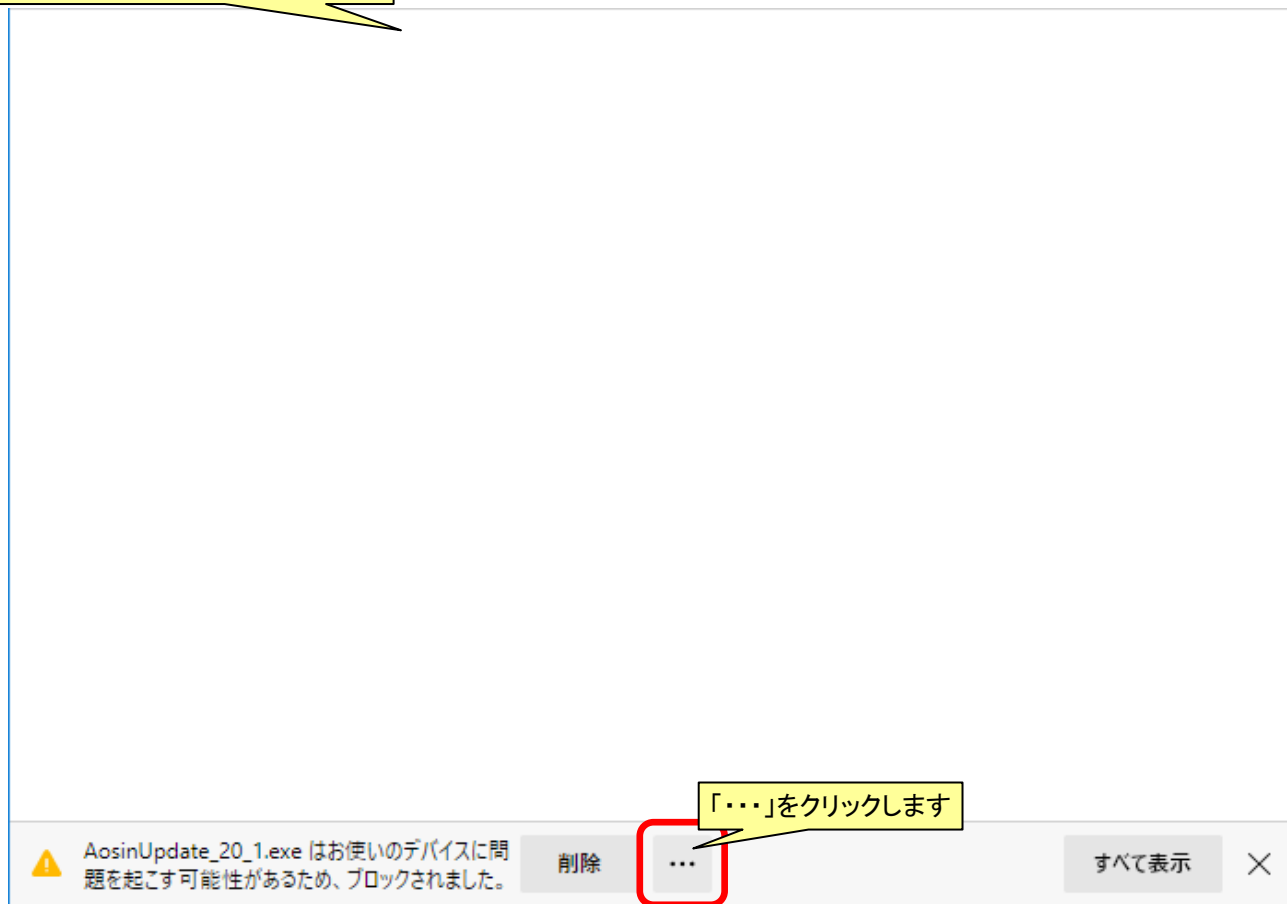 「・・・」をクリックします
AosinUpdate_20_1.exe はお使いのデバイスに問
題を起こす可能性があるため、ブロックされました。
削除
…
すべて表示